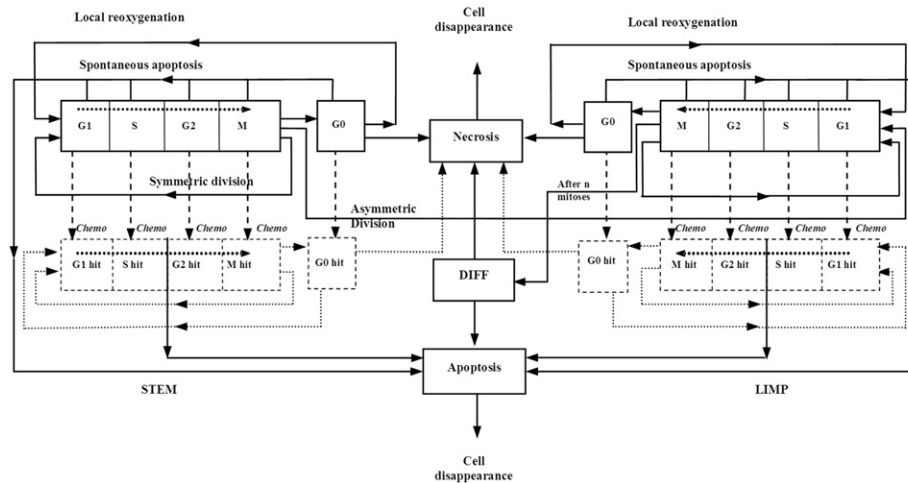 Local reoxygenation
Cell
disappearance
Local reoxygenation
Spontaneous apoptosis
Spontaneous apoptosis
G1
S
G2
M
G0
Necrosis
G0
M
G2
S
G1
Symmetric division
After n
mitoses
Asymmetric
Division
Chemo
Chemo
Chemo
Chemo
Chemo
Chemo
Chemo
Chemo
G1 hit
S hit
G2 hit
M hit
G0 hit
DIFF
G0 hit
M hit
G2 hit
S hit
G1 hit
Apoptosis
STEM
LIMP
Cell
disappearance